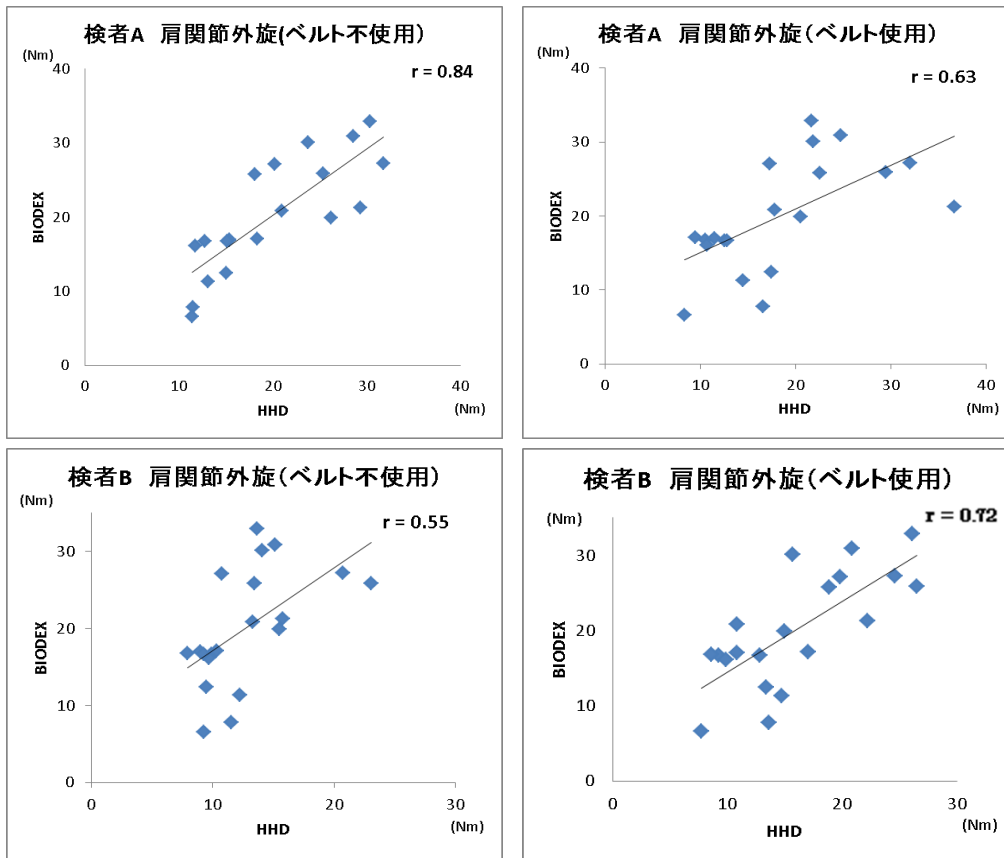 検者A 肩関節外旋(ベルト不使用)
(Nm)
r = 0.84
40
30
20
10
0
BIODEX
0 10 20 30 40
HHD
(Nm)
検者A 肩関節外旋(ベルト使用)
(Nm)
r = 0.63
40
30
20
10
0
BIODEX
0 10 20 30 40
HHD
(Nm)
検者B 肩関節外旋(ベルト不使用)
(Nm)
r = 0.55
30
20
10
0
BIODEX
0 10 20 30
HHD
(Nm)
検者B 肩関節外旋(ベルト使用)
(Nm)
r = 0.72
30
20
10
0
BIODEX
0 10 20 30
HHD
(Nm)